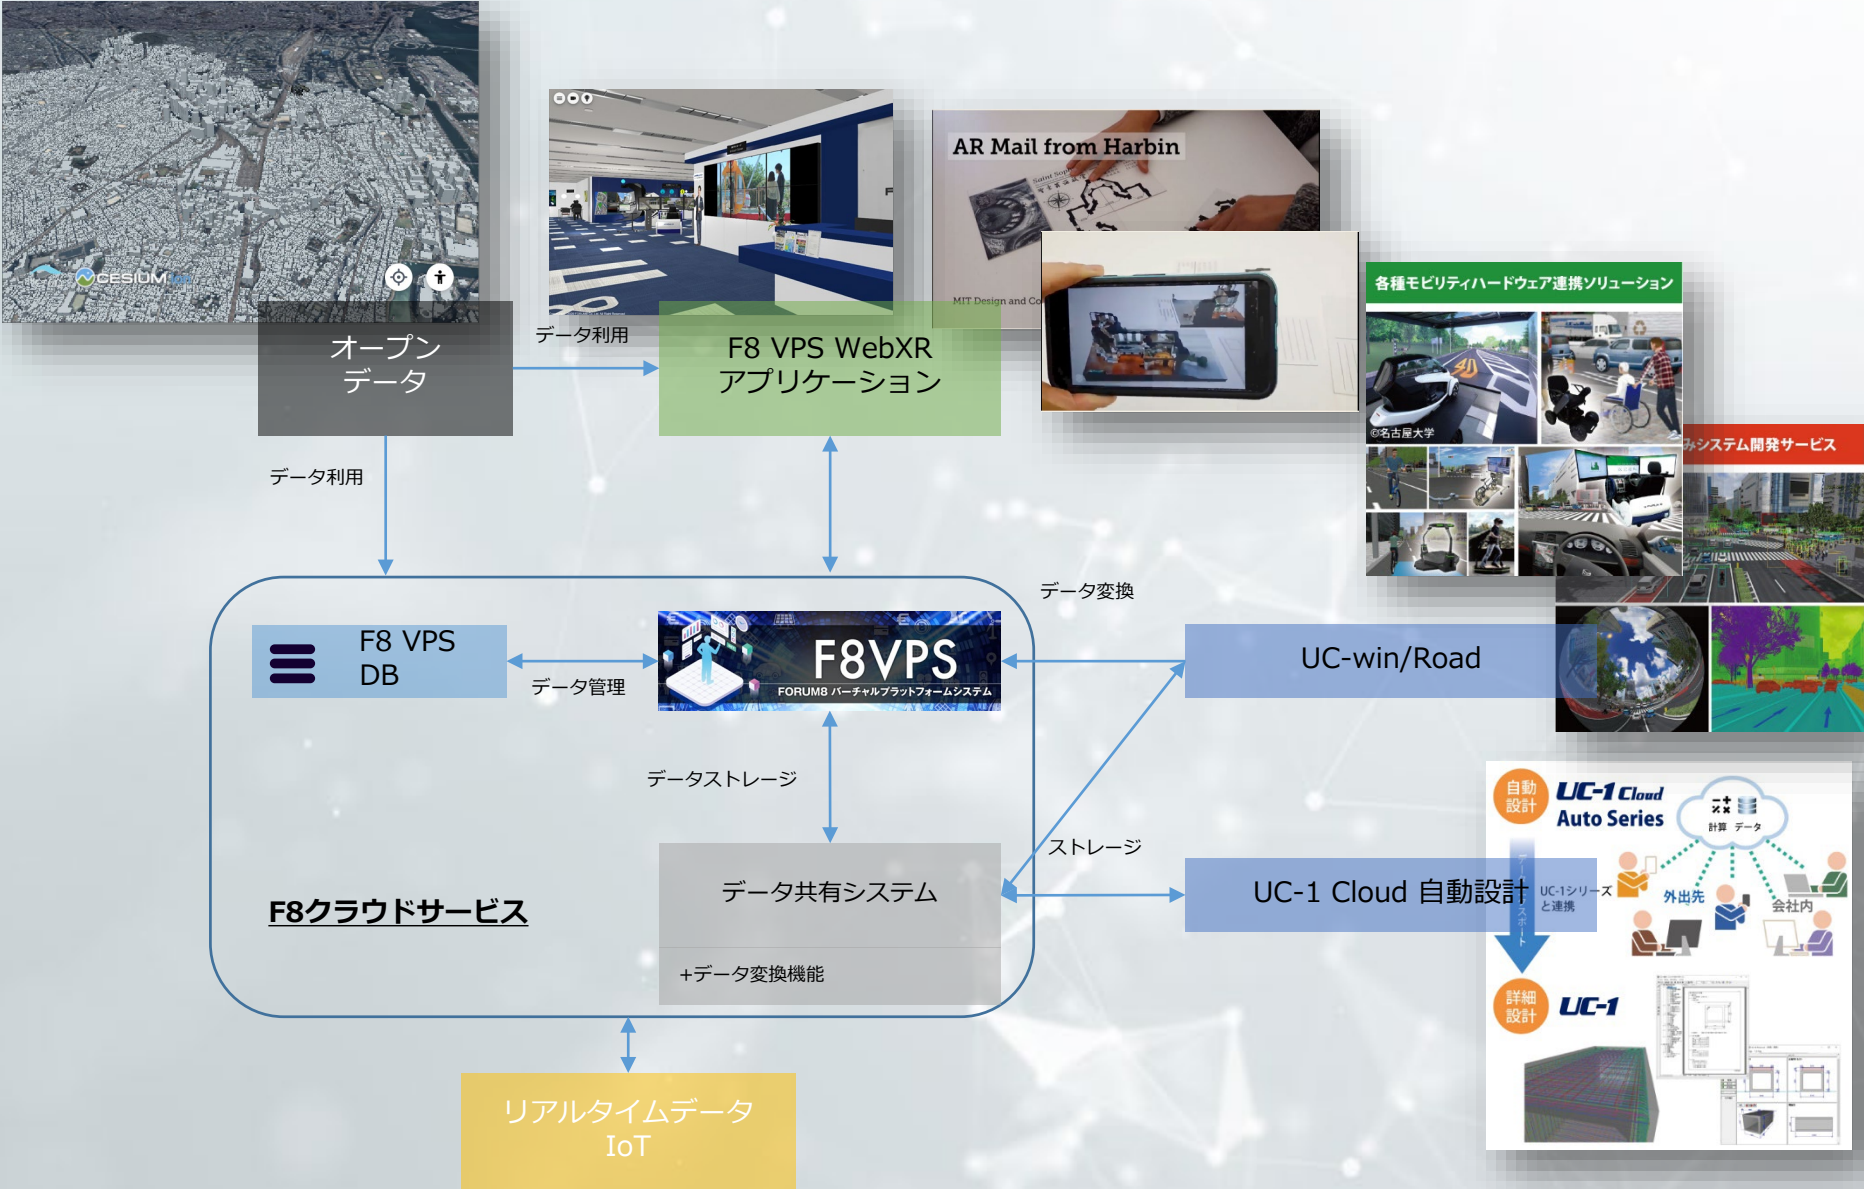 CESIUM
AR Mail from Harbin
MIT Design and Co
各種モビリティハードウェア連携ソリューション
©名古屋大学
みシステム開発サービス
オープン
データ
データ利用
F8 VPS WebXR
アプリケーション
データ利用
データ変換
F8 VPS
DB
データ管理
F8VPS
FORUM8 バーチャルプラットフォームシステム
UC-win/Road
データストレージ
ストレージ
データ共有システム
+データ変換機能
F8クラウドサービス
UC-1 Cloud 自動設計
リアルタイムデータ
IoT
自動
設計
UC-1 Cloud
Auto Series
計算 データ
UC-1シリーズ
と連携
外出先
会社内
詳細
設計
UC-1